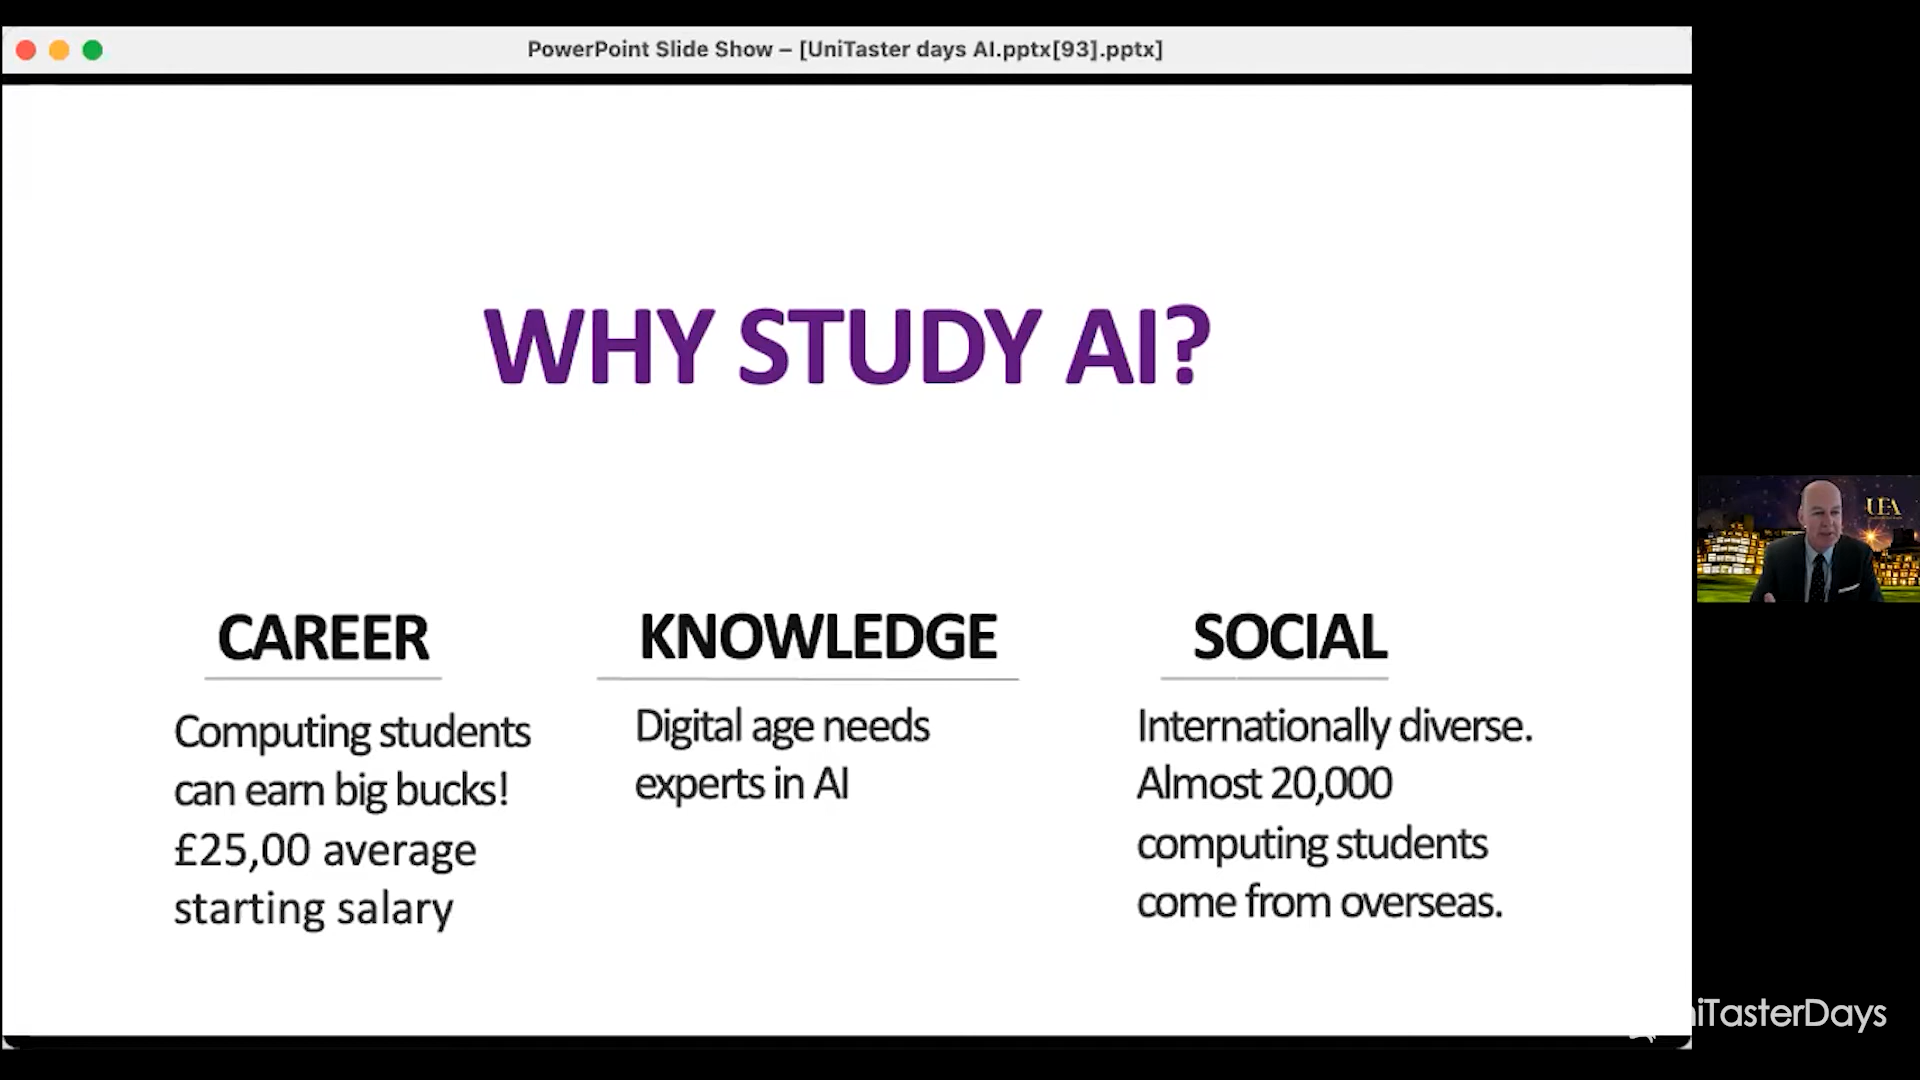 PowerPoint Slide Show – [UniTaster days AI.pptx[93].pptx]
WHY STUDY AI?
CAREER
Computing students
can earn big bucks!
£25,00 average
starting salary
KNOWLEDGE
Digital age needs
experts in AI
SOCIAL
Internationally diverse.
Almost 20,000
computing students
come from overseas.
UEA
niTasterDays